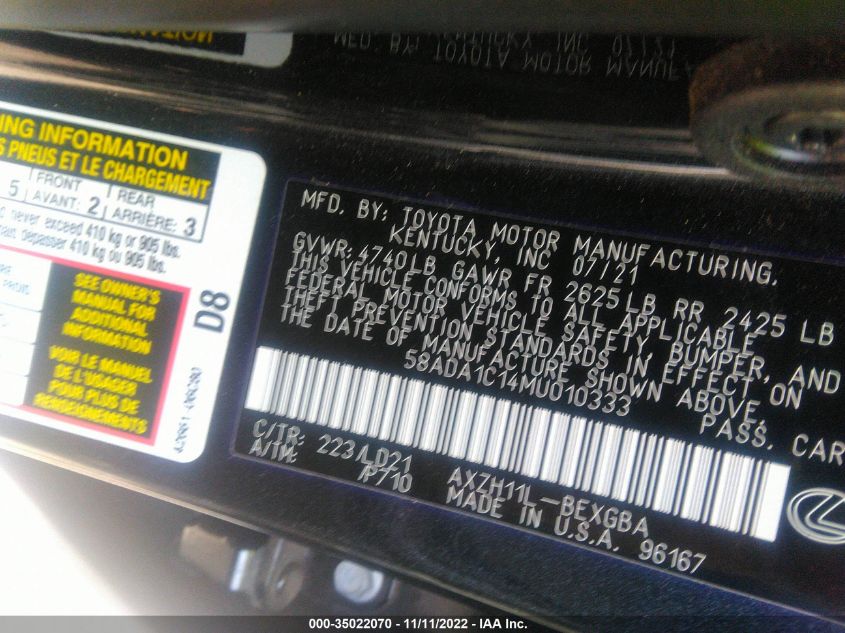 MFD. BY: TOYOTA MOTOR MANUFACTURING,
KENTUCKY, INC 07/21
GVWR: 4740LB GAWR FR 2625LB RR 2425 LB
THIS VEHICLE CONFORMS TO ALL APPLICABLE
FEDERAL MOTOR VEHICLE SAFETY, BUMPER, AND
THEFT PREVENTION STANDARDS IN EFFECT ON
THE DATE OF MANUFACTURE SHOWN ABOVE.
58ADA1C14MU010333 PASS. CAR
C/TR: 223/LD21 AXZH11L-BEXGBA
A/TM: /P710 MADE IN U.S.A. 96167
ING INFORMATION
S PNEUS ET LE CHARGEMENT
5 FRONT REAR
AVANT: 2 ARRIÈRE: 3
never exceed 410 kg or 905 lbs.
dépasser 410 kg ou 905 lbs.
SEE OWNER'S
MANUAL FOR
ADDITIONAL
INFORMATION
VOIR LE MANUEL
DE L'USAGER
POUR PLUS DE
RENSEIGNEMENTS
D8
000-35022070 - 11/11/2022 - IAA Inc.